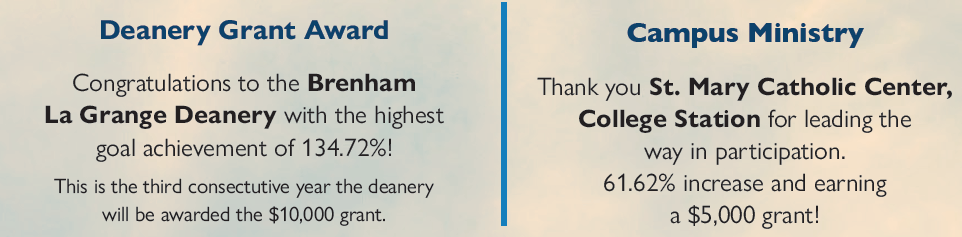 Deanery Grant Award
Congratulations to the Brenham
La Grange Deanery with the highest
goal achievement of 134.72%!
This is the third consectutive year the deanery
will be awarded the $10,000 grant.
Campus Ministry
Thank you St. Mary Catholic Center,
College Station for leading the
way in participation.
61.62% increase and earning
a $5,000 grant!